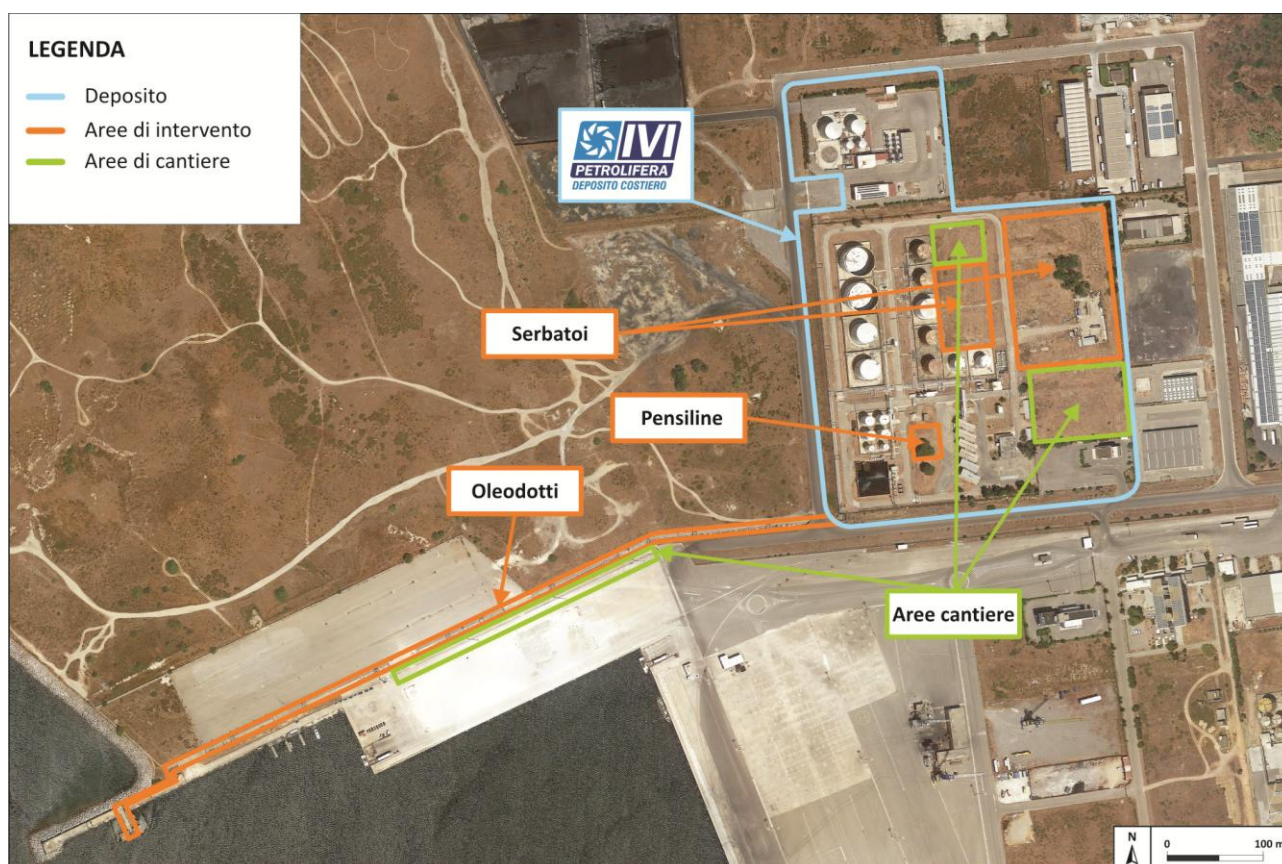 LEGENDA
Deposito
Aree di intervento
Aree di cantiere
IVI
PETROLIFERA
DEPOSITO COSTIERO
Serbatoi
Pensiline
Oleodotti
Aree cantiere
N
0 100 m